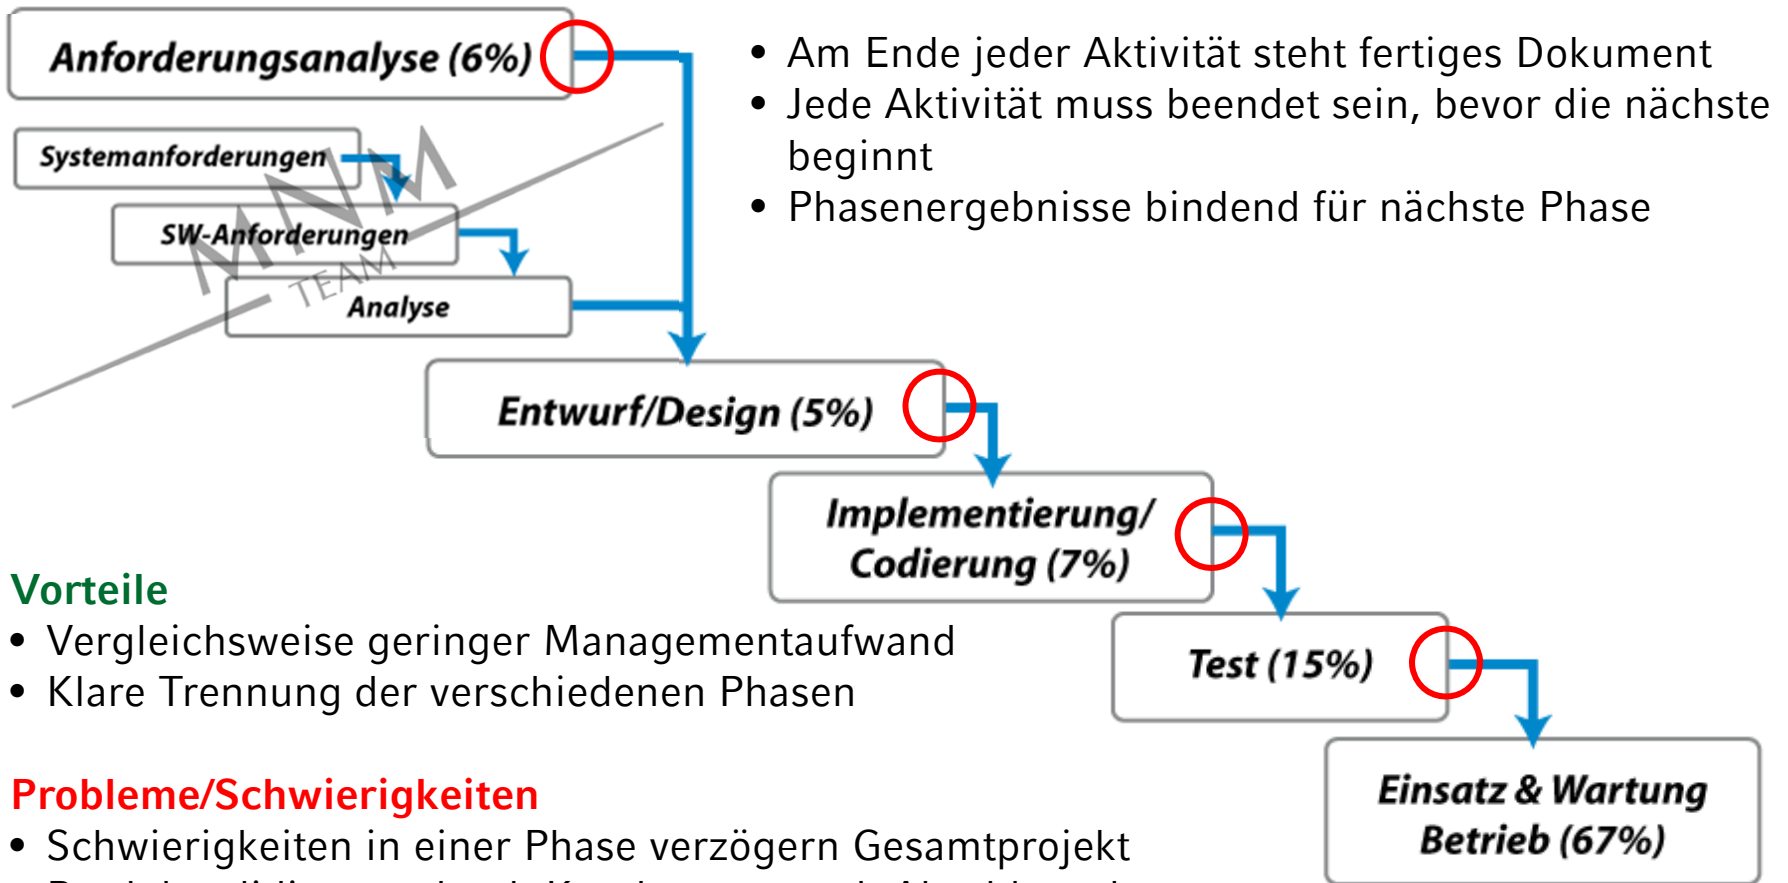 Anforderungsanalyse (6%)
Systemanforderungen
SW-Anforderungen
Analyse
MNM
TEAM
• Am Ende jeder Aktivität steht fertiges Dokument
• Jede Aktivität muss beendet sein, bevor die nächste
beginnt
• Phasenergebnisse bindend für nächste Phase
Entwurf/Design (5%)
Implementierung/
Codierung (7%)
Test (15%)
Einsatz & Wartung
Betrieb (67%)
Vorteile
• Vergleichsweise geringer Managementaufwand
• Klare Trennung der verschiedenen Phasen
Probleme/Schwierigkeiten
• Schwierigkeiten in einer Phase verzögern Gesamtprojekt